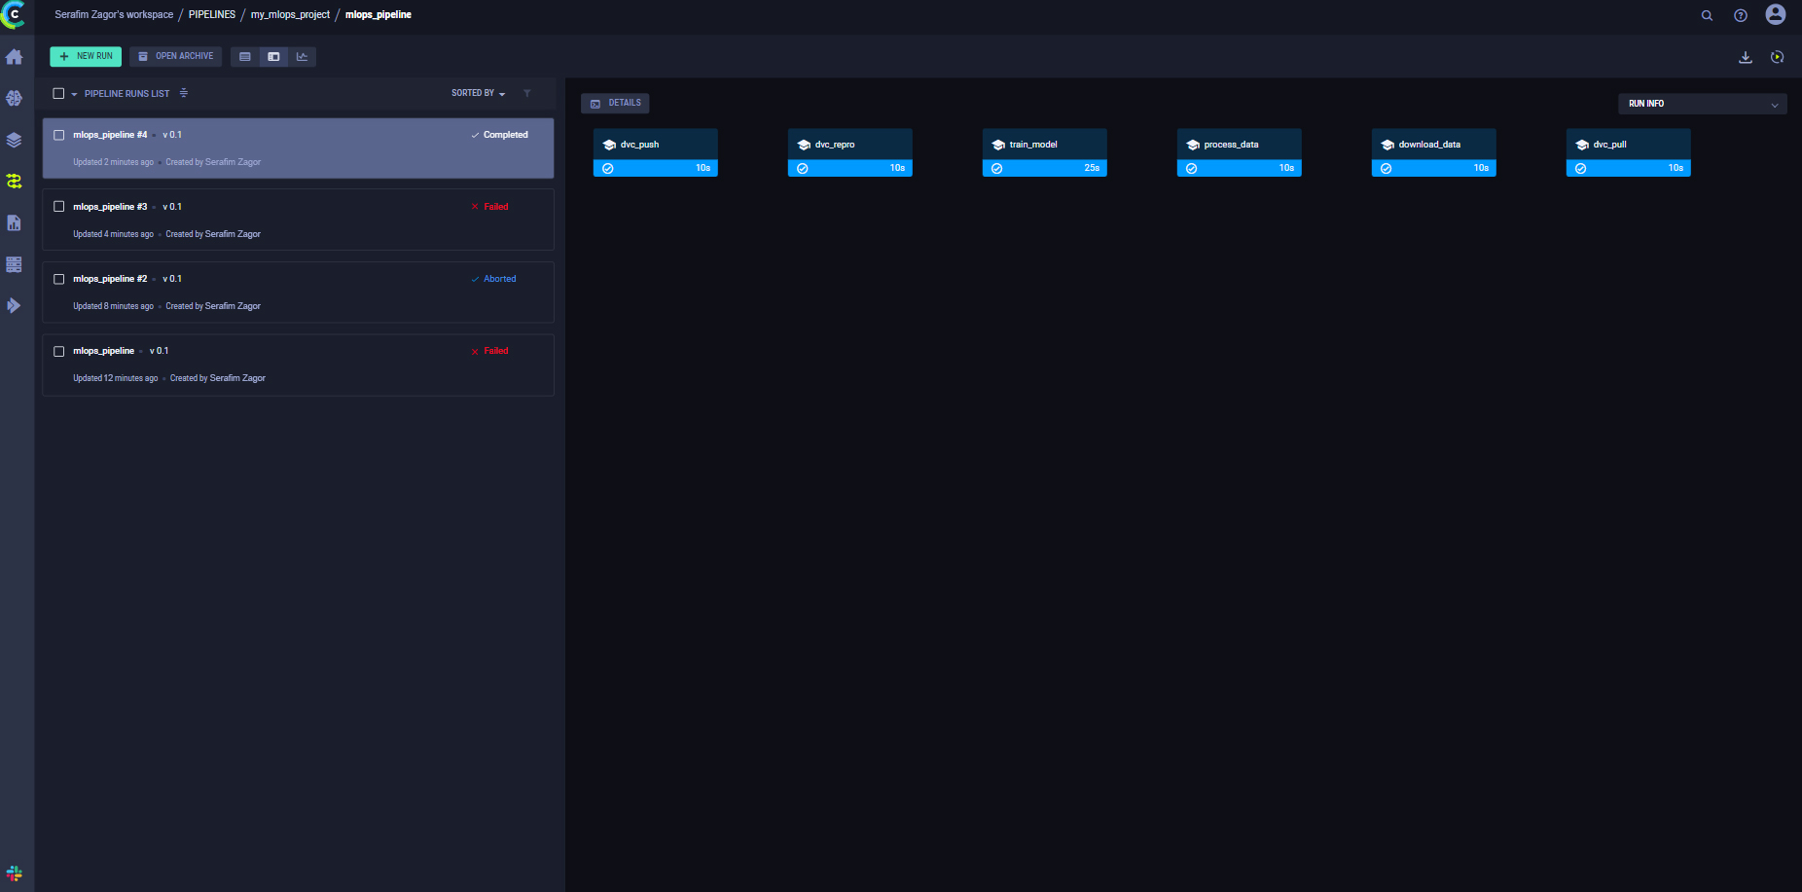 Serafim Zagor's workspace / PIPELINES / my_mlops_project / mlops_pipeline
+ NEW RUN OPEN ARCHIVE
PIPELINE RUNS LIST SORTED BY
mlops_pipeline #4 • v 0.1 Completed
Updated 2 minutes ago • Created by Serafim Zagor
mlops_pipeline #3 • v 0.1 Failed
Updated 4 minutes ago • Created by Serafim Zagor
mlops_pipeline #2 • v 0.1 Aborted
Updated 8 minutes ago • Created by Serafim Zagor
mlops_pipeline • v 0.1 Failed
Updated 12 minutes ago • Created by Serafim Zagor
DETAILS RUN INFO
dvc_push dvc_repro train_model process_data download_data dvc_pull
10s 10s 25s 10s 10s 10s